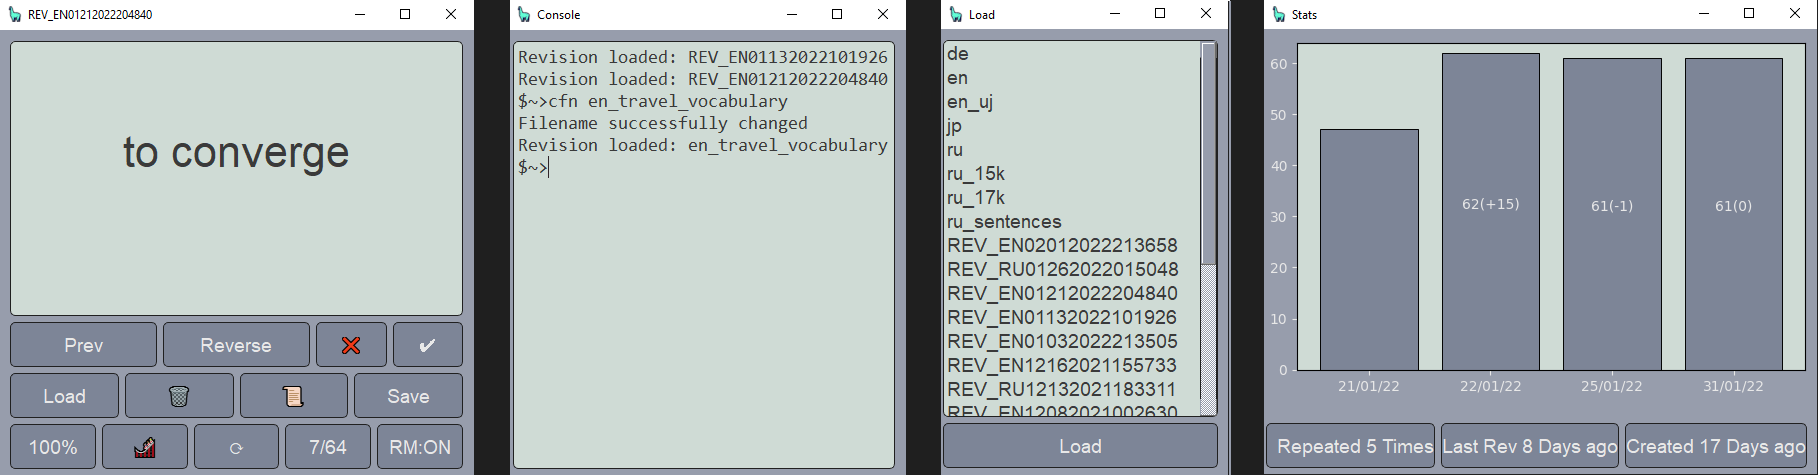 REV_EN01212022204840
to converge
Prev
Reverse
✔
Load
Save
100%
7/64
RM:ON
Console
Revision loaded: REV_EN01132022101926
Revision loaded: REV_EN01212022204840
$~>cfn en_travel_vocabulary
Filename successfully changed
Revision loaded: en_travel_vocabulary
$~>
Load
de
en
en_uj
jp
ru
ru_15k
ru_17k
ru_sentences
REV_EN02012022213658
REV_RU01262022015048
REV_EN01212022204840
REV_EN01132022101926
REV_EN01032022213505
REV_EN12162021155733
REV_RU12132021183311
REV_EN12082021002630
Load
Stats
60
50
40
30
20
10
0
62(+15)
61(-1)
61(0)
21/01/22
22/01/22
25/01/22
31/01/22
Repeated 5 Times
Last Rev 8 Days ago
Created 17 Days ago